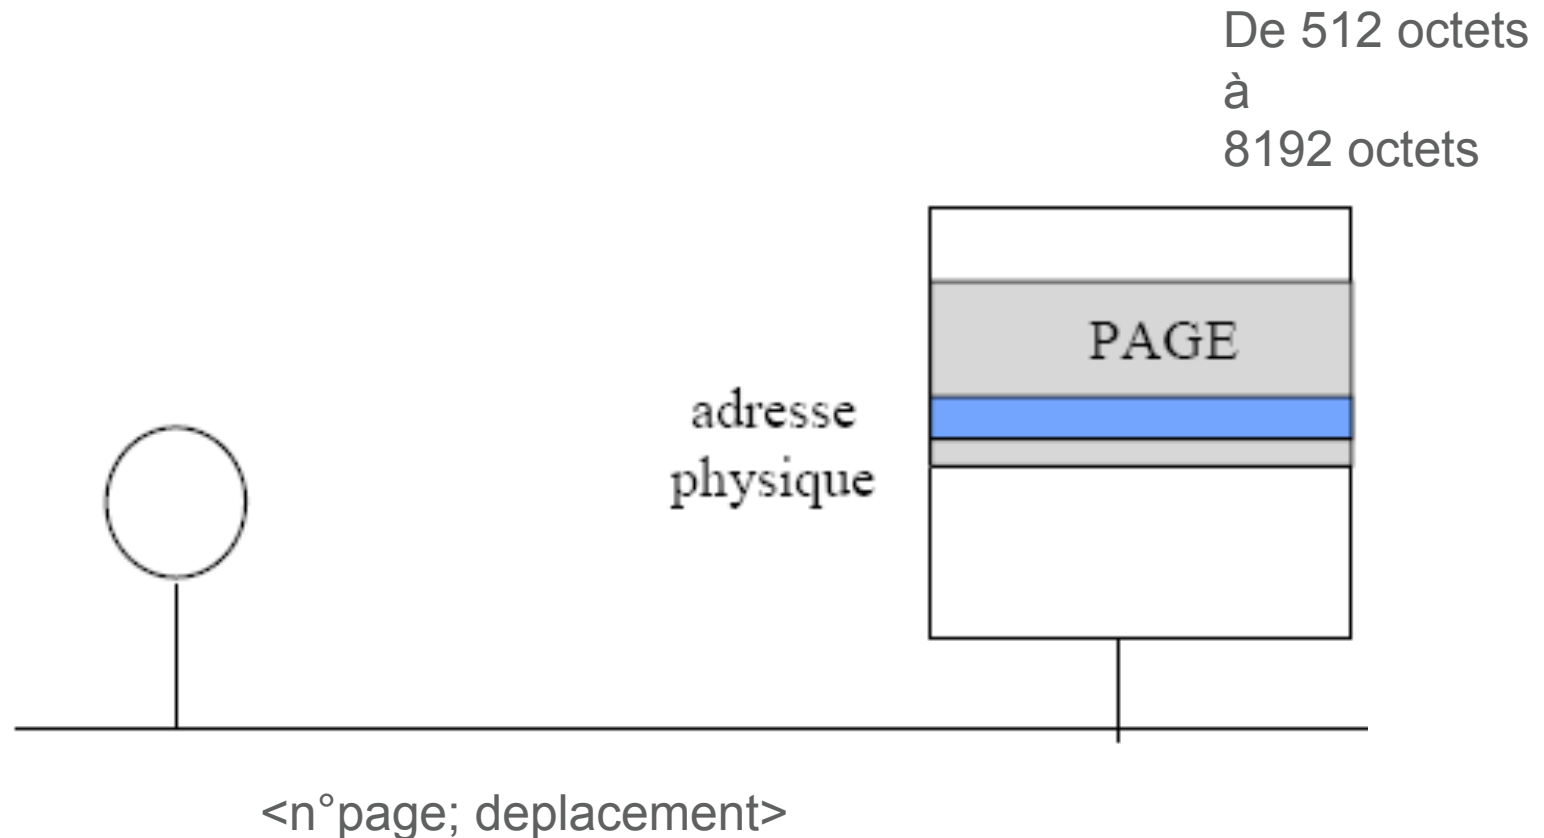 De 512 octets
à
8192 octets
PAGE
adresse
physique
<n°page; deplacement>